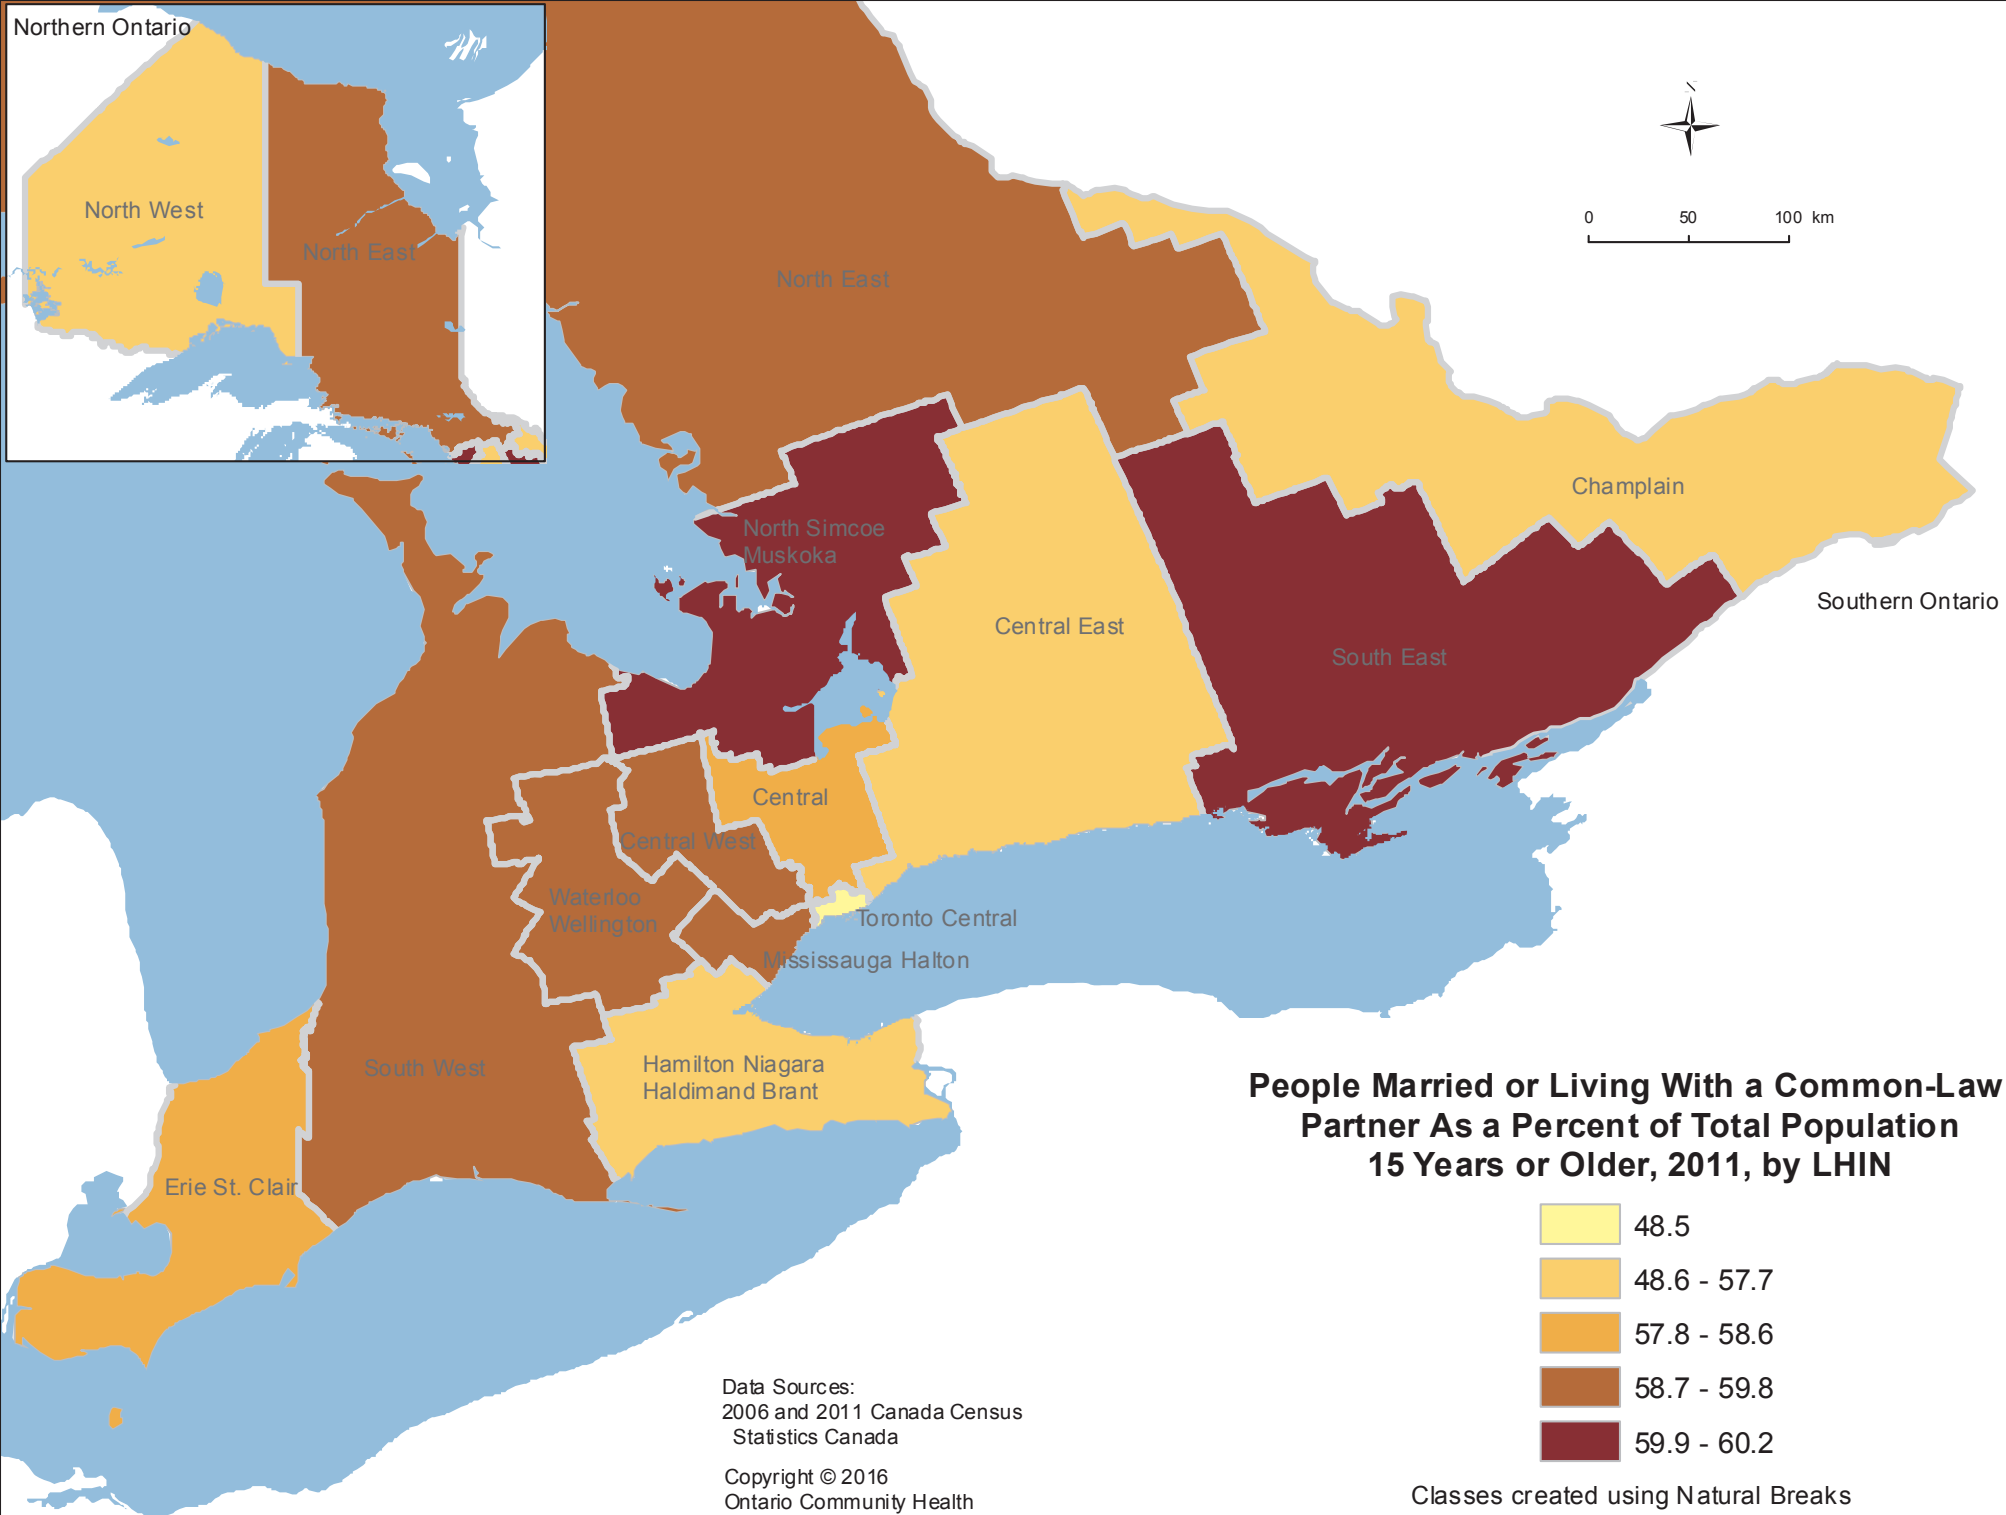 Northern Ontario
North West
North East
N
0 50 100 km
North East
Champlain
North Simcoe
Muskoka
Central East
Southern Ontario
South East
Central
Central West
Waterloo
Wellington
Toronto Central
Mississauga Halton
South West
Hamilton Niagara
Haldimand Brant
Erie St. Clair
People Married or Living With a Common-Law
Partner As a Percent of Total Population
15 Years or Older, 2011, by LHIN
48.5
48.6 - 57.7
57.8 - 58.6
58.7 - 59.8
59.9 - 60.2
Classes created using Natural Breaks
Data Sources:
2006 and 2011 Canada Census
Statistics Canada
Copyright © 2016
Ontario Community Health